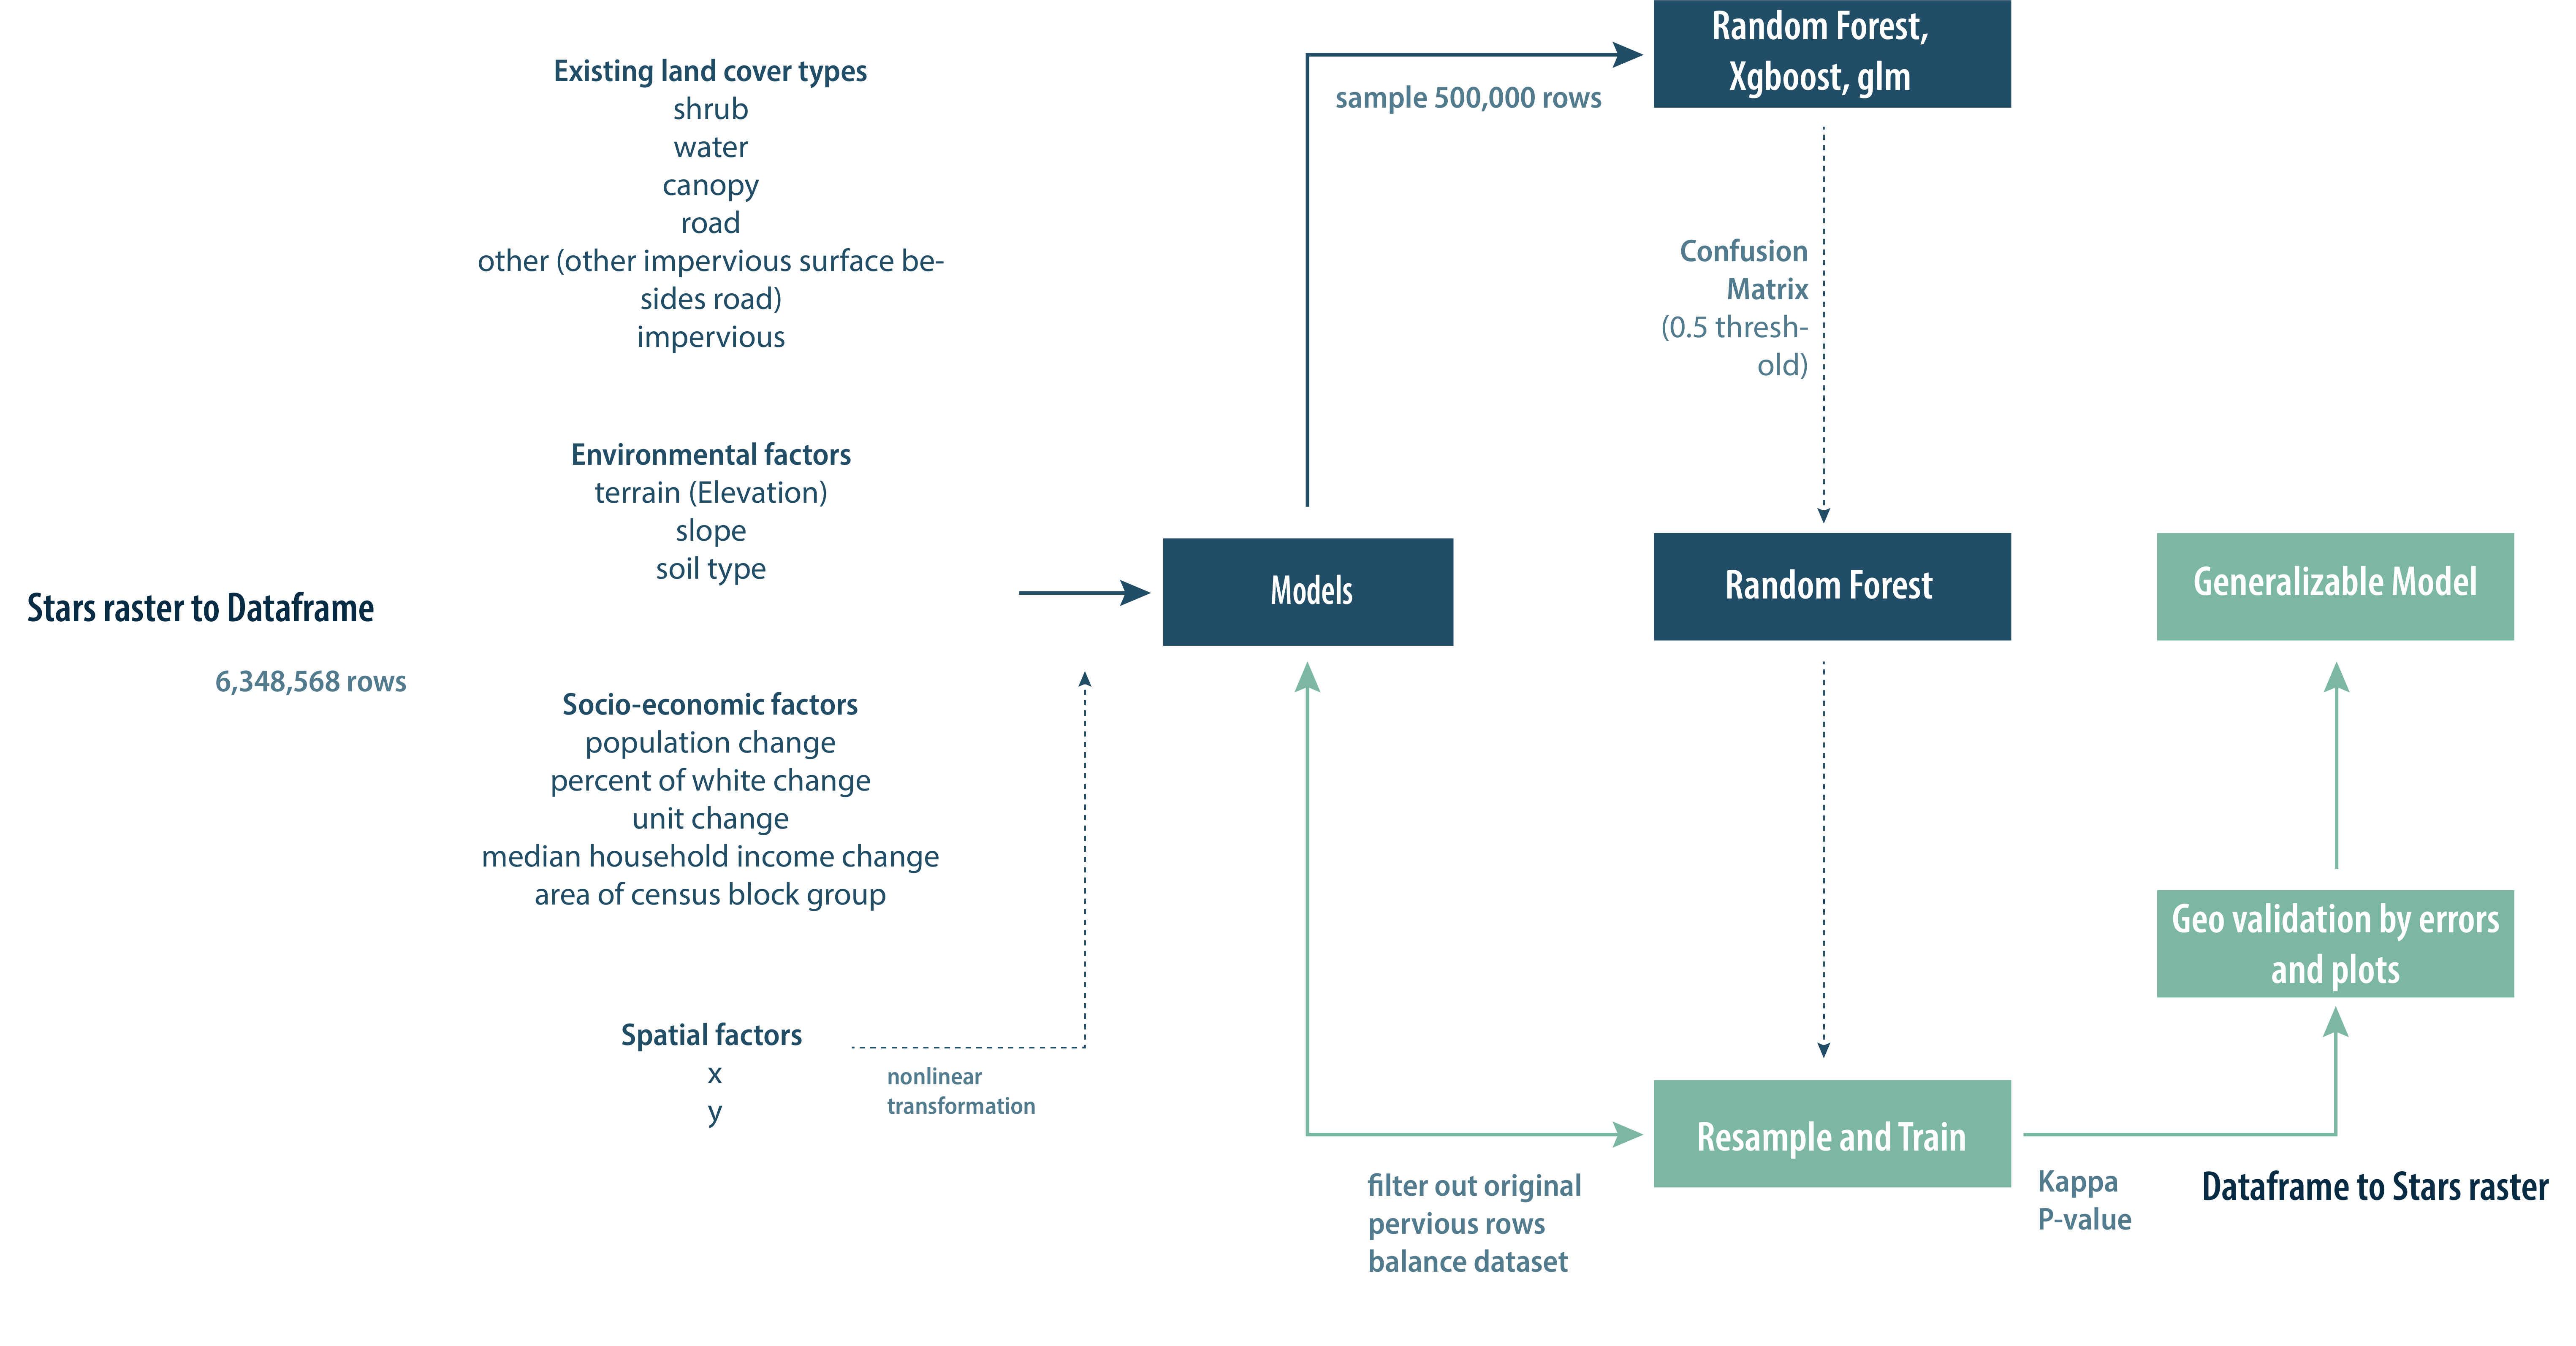 Stars raster to Dataframe
6,348,568 rows
Existing land cover types
shrub
water
canopy
road
other (other impervious surface be-
sides road)
impervious
Environmental factors
terrain (Elevation)
slope
soil type
Socio-economic factors
population change
percent of white change
unit change
median household income change
area of census block group
Spatial factors
x
y
nonlinear
transformation
Models
sample 500,000 rows
Random Forest,
Xgboost, glm
Confusion
Matrix
(0.5 thresh-
old)
Random Forest
filter out original
pervious rows
balance dataset
Resample and Train
Kappa
P-value
Dataframe to Stars raster
Geo validation by errors
and plots
Generalizable Model